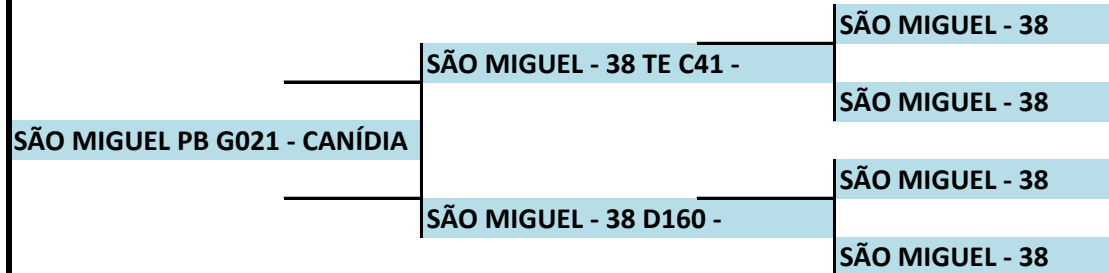 SÃO MIGUEL - 38
SÃO MIGUEL - 38 TE C41 -
SÃO MIGUEL - 38
SÃO MIGUEL PB G021 - CANÍDIA
SÃO MIGUEL - 38
SÃO MIGUEL - 38 D160 -
SÃO MIGUEL - 38